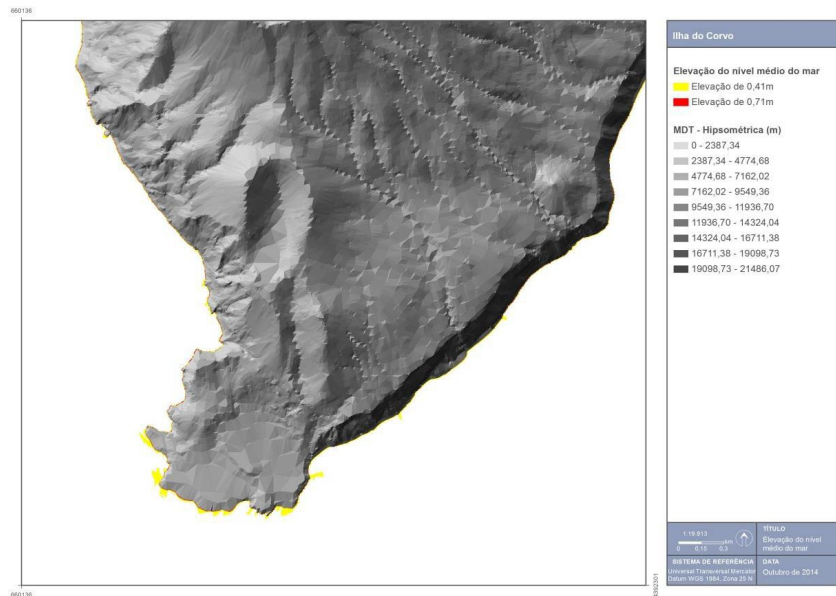 660136
Ilha do Corvo
Elevação do nivel médio do mar
Elevação de 0,41m
Elevação de 0,71m
MDT - Hipsométrica (m)
0 - 2387,34
2387,34 - 4774,68
4774,68 - 7162,02
7162,02 - 9549,36
9549,36 - 11936,70
11936,70 - 14324,04
14324,04 - 16711,38
16711,38 - 19098,73
19098,73 - 21486,07
1:19.913
km
0 0,15 0,3
TÍTULO
Elevação do nível
médio do mar
SISTEMA DE REFERÊNCIA
Universal Transversal Mercator
Datum WGS 1984, Zona 25 N
DATA
Outubro de 2014
660136